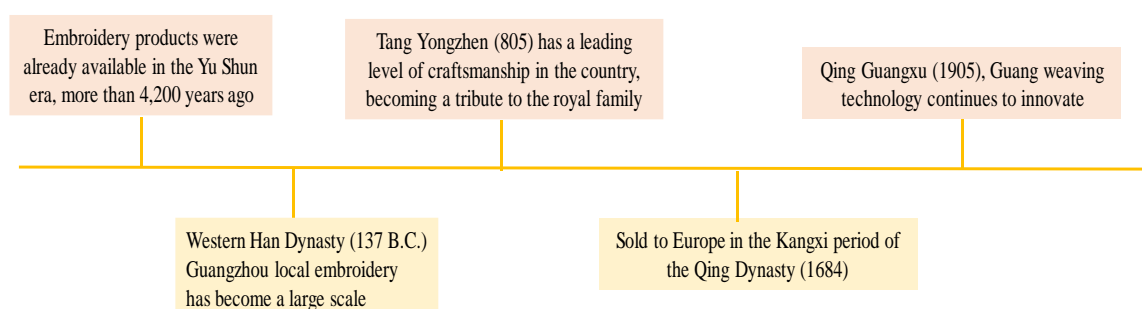 Embroidery products were
already available in the Yu Shun
era, more than 4,200 years ago
Tang Yongzhen (805) has a leading
level of craftsmanship in the country,
becoming a tribute to the royal family
Qing Guangxu (1905), Guang weaving
technology continues to innovate
Western Han Dynasty (137 B.C.)
Guangzhou local embroidery
has become a large scale
Sold to Europe in the Kangxi period of
the Qing Dynasty (1684)